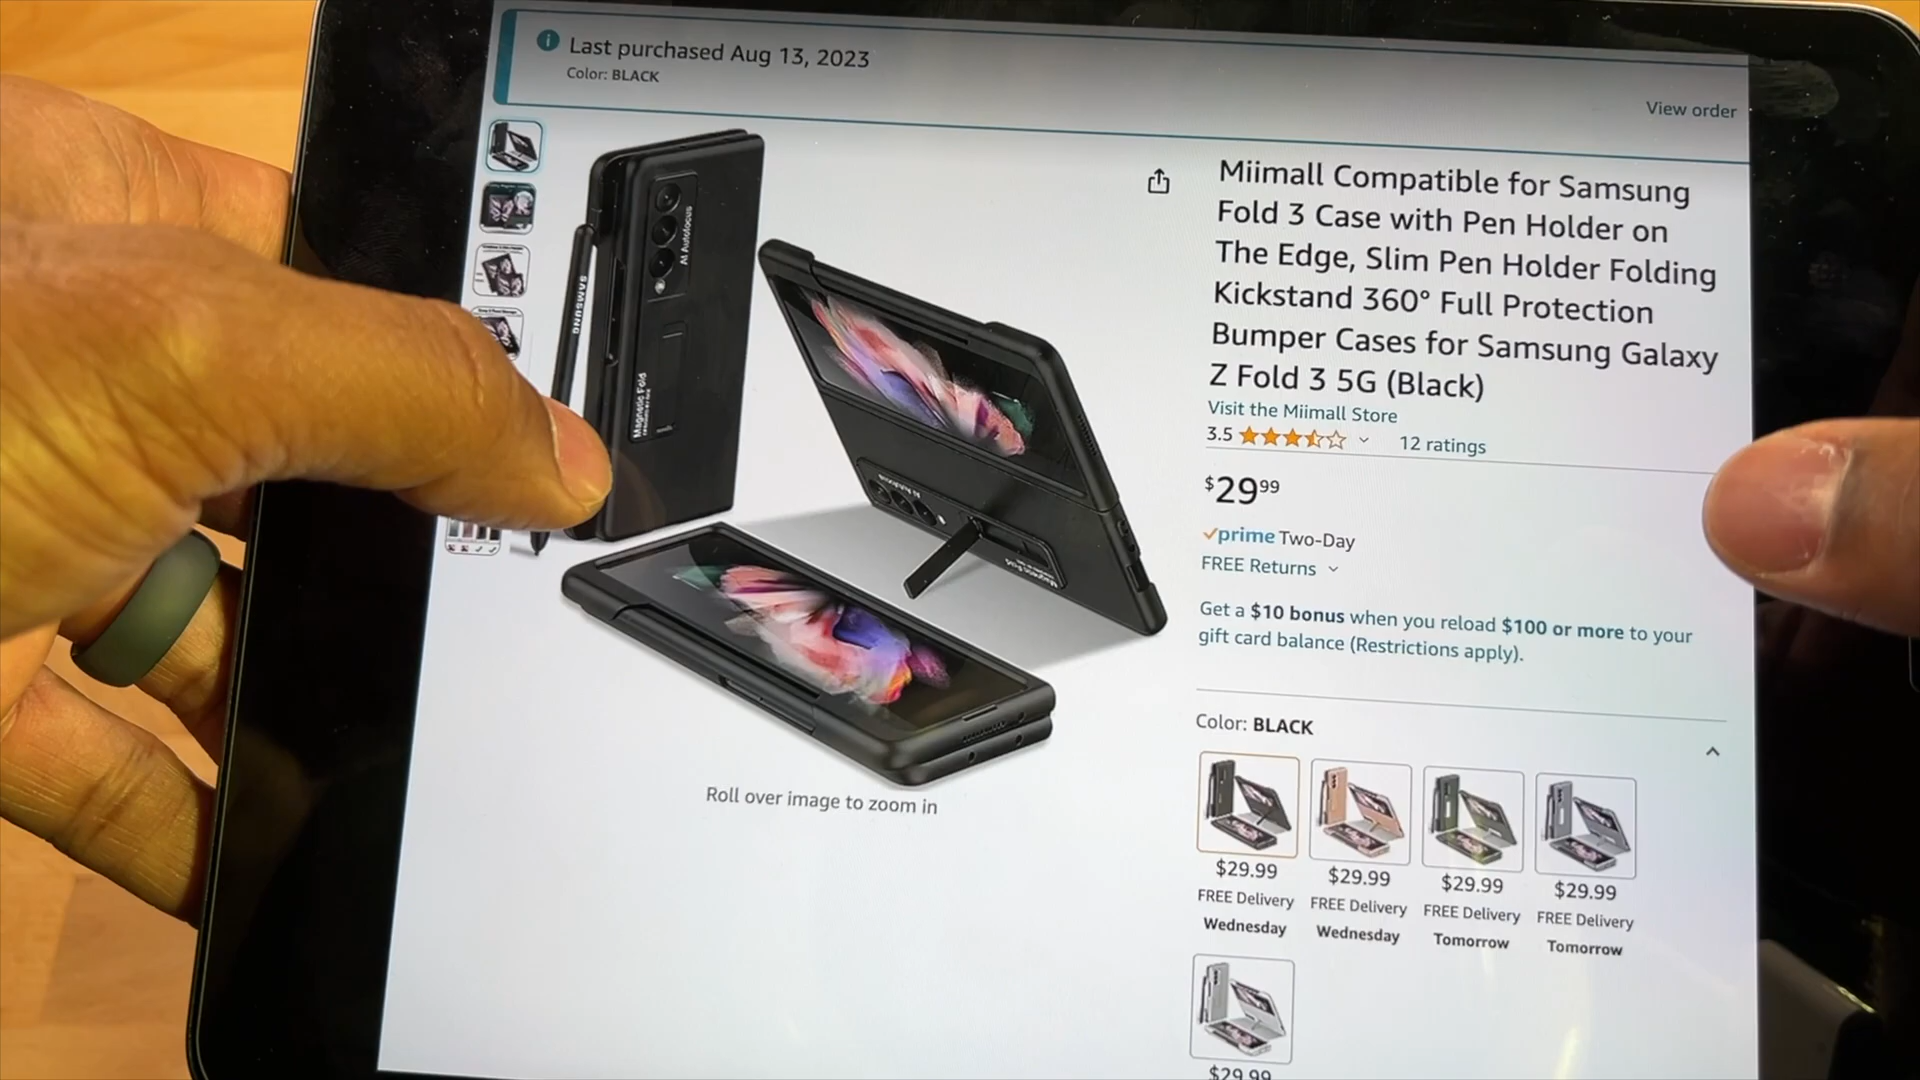 Last purchased Aug 13, 2023
Color: BLACK
View order
AI Autofocus
SAMSUNG
Magnetic Fold
Miimall Compatible for Samsung
Fold 3 Case with Pen Holder on
The Edge, Slim Pen Holder Folding
Kickstand 360° Full Protection
Bumper Cases for Samsung Galaxy
Z Fold 3 5G (Black)
Visit the Miimall Store
3.5
12 ratings
$29.99
prime Two-Day
FREE Returns
Get a $10 bonus when you reload $100 or more to your
gift card balance (Restrictions apply).
Roll over image to zoom in
Color: BLACK
$29.99
FREE Delivery
Wednesday
$29.99
FREE Delivery
Wednesday
$29.99
FREE Delivery
Tomorrow
$29.99
FREE Delivery
Tomorrow
$29.99